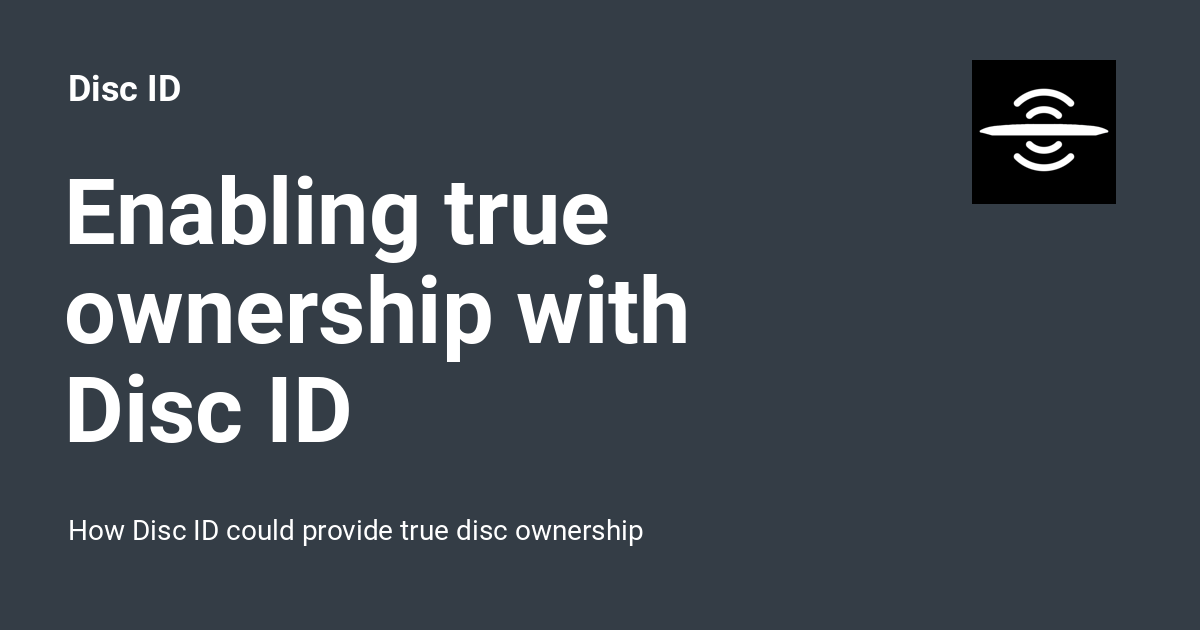 Disc ID
Enabling true
ownership with
Disc ID
How Disc ID could provide true disc ownership